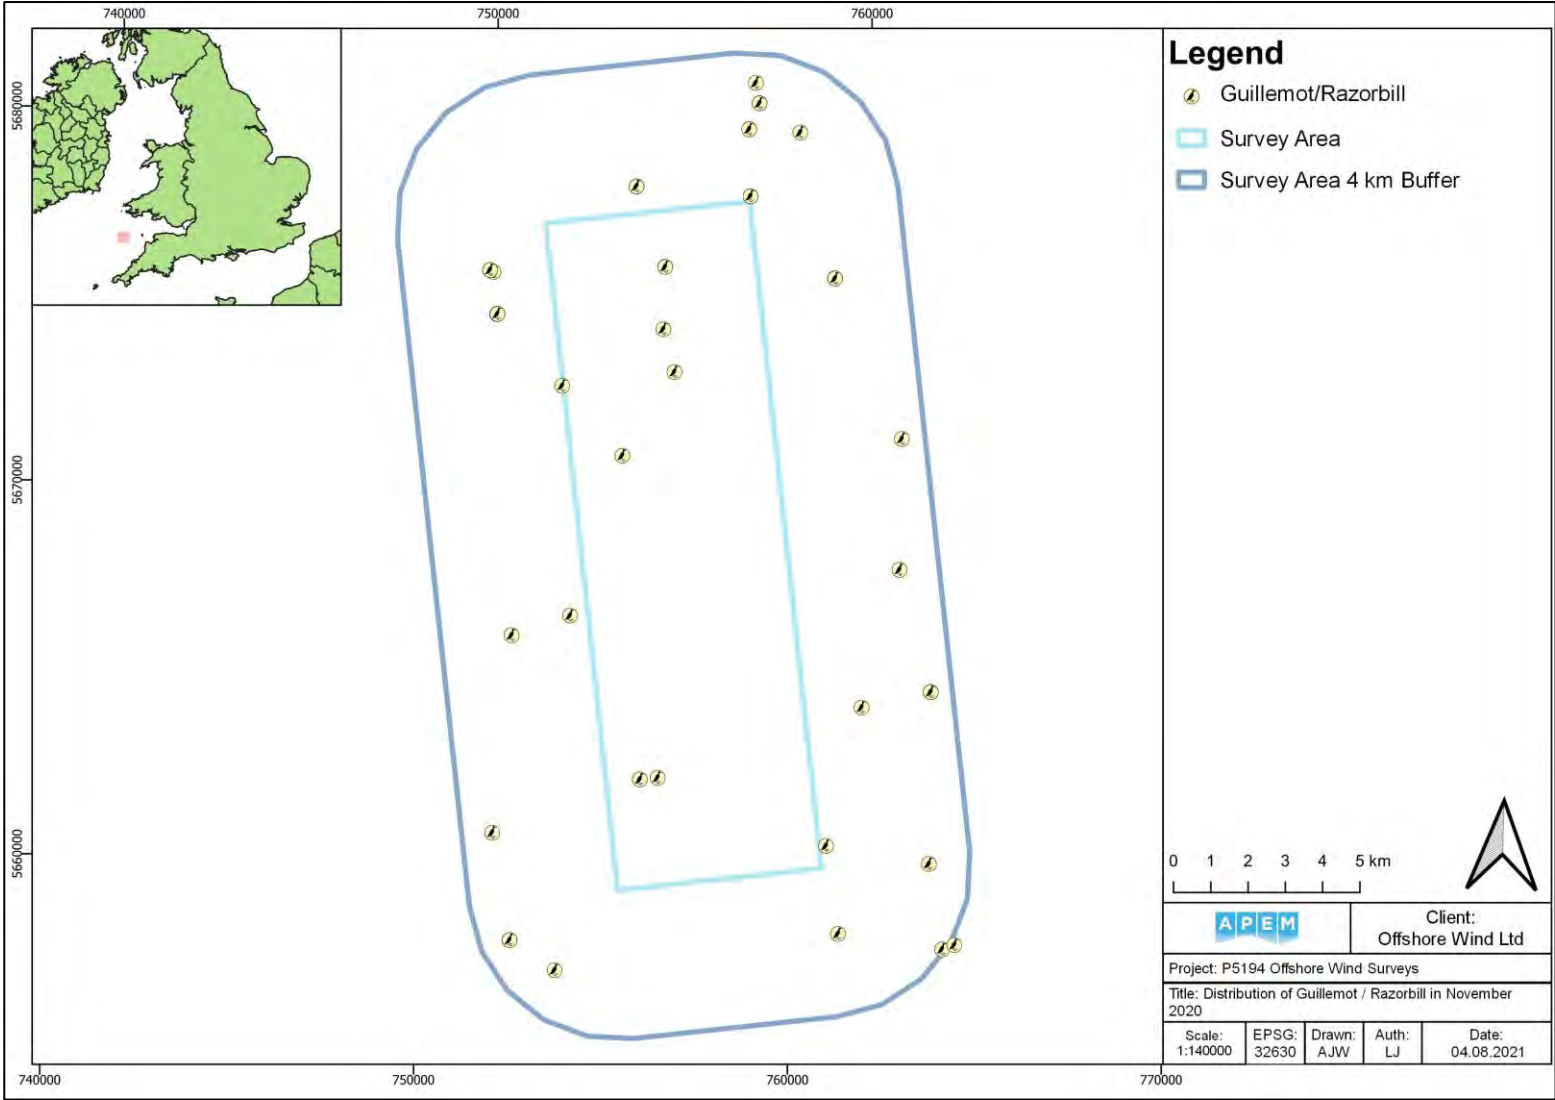 740000
750000
760000
5680000
5670000
5660000
740000
750000
760000
770000
Legend
Guillemot/Razorbill
Survey Area
Survey Area 4 km Buffer
0 1 2 3 4 5 km
APEM
Client:
Offshore Wind Ltd
Project: P5194 Offshore Wind Surveys
Title: Distribution of Guillemot / Razorbill in November
2020
Scale:
1:140000
EPSG:
32630
Drawn:
AJW
Auth:
LJ
Date:
04.08.2021